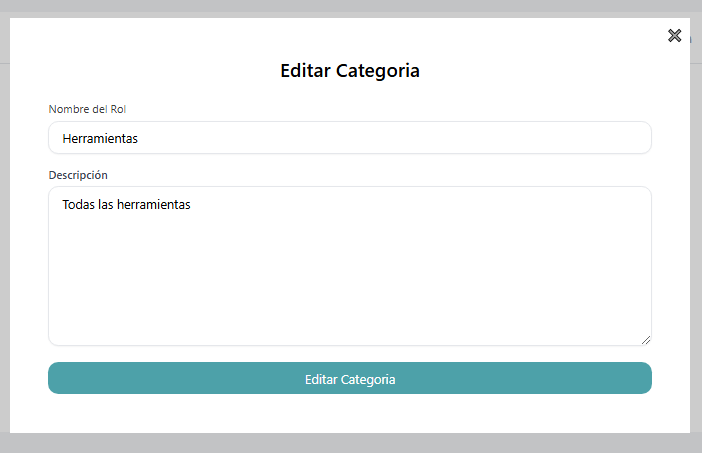 Editar Categoria
Nombre del Rol
Herramientas
Descripción
Todas las herramientas
Editar Categoria